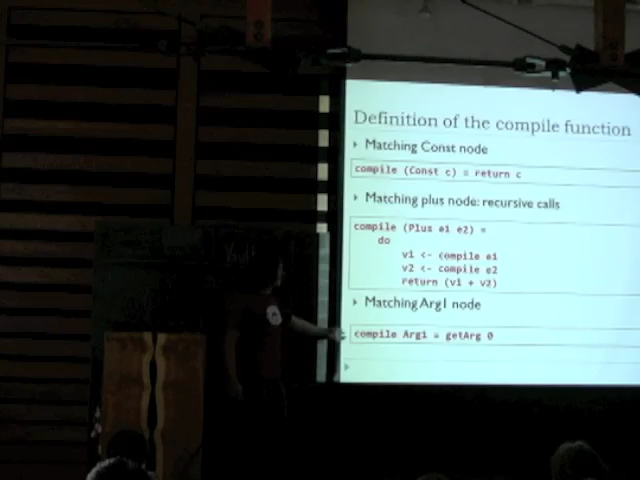 Definition of the compile function
Matching Const node
compile (Const c) = return c
Matching plus node: recursive calls
compile (Plus e1 e2) =
do
v1 <- compile e1
v2 <- compile e2
return (v1 + v2)
Matching Arg1 node
compile Arg1 = getArg 0